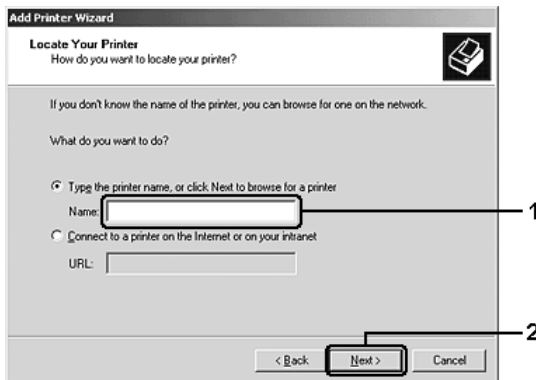 Add Printer Wizard
Locate Your Printer
How do you want to locate your printer?
If you don't know the name of the printer, you can browse for one on the network.
What do you want to do?
Type the printer name, or click Next to browse for a printer
Name:
1
Connect to a printer on the Internet or on your intranet
URL:
2
< Back
Next >
Cancel